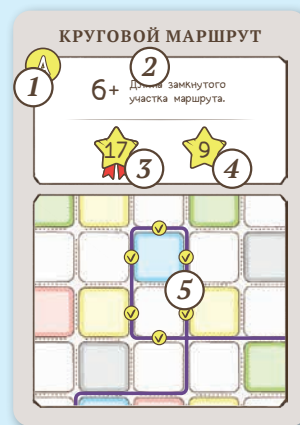 КРУГОВОЙ МАРШРУТ
1
2
6+ Длина замкнутого
участка маршрута.
17 3 9 4
5